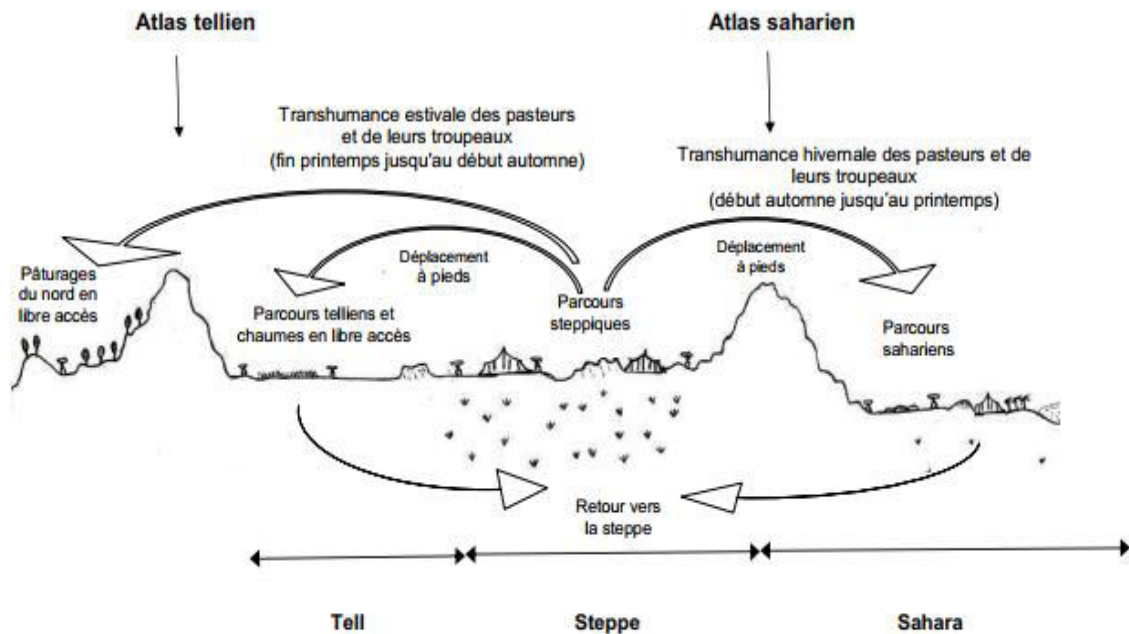 Atlas tellien
Atlas saharien
Transhumance estivale des pasteurs
et de leurs troupeaux
(fin printemps jusqu'au début automne)
Transhumance hivernale des pasteurs et de
leurs troupeaux
(début automne jusqu'au printemps)
Pâturages
du nord en
libre accès
Déplacement
à pieds
Parcours telliens et
chaumes en libre accès
Parcours
steppiques
Déplacement
à pieds
Parcours
sahariens
Retour vers
la steppe
Tell
Steppe
Sahara